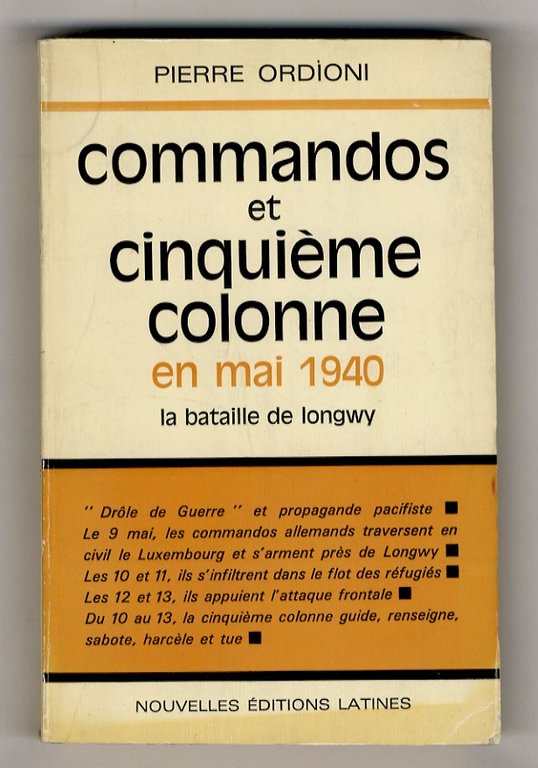 PIERRE ORDIONI
commandos
et
cinquième
colonne
en mai 1940
la bataille de longwy
" Drôle de Guerre " et propagande pacifiste ■
Le 9 mai, les commandos allemands traversent en
civil le Luxembourg et s'arment près de Longwy ■
Les 10 et 11, ils s'infiltrent dans le flot des réfugiés ■
Les 12 et 13, ils appuient l'attaque frontale ■
Du 10 au 13, la cinquième colonne guide, renseigne,
sabote, harcèle et tue ■
NOUVELLES ÉDITIONS LATINES